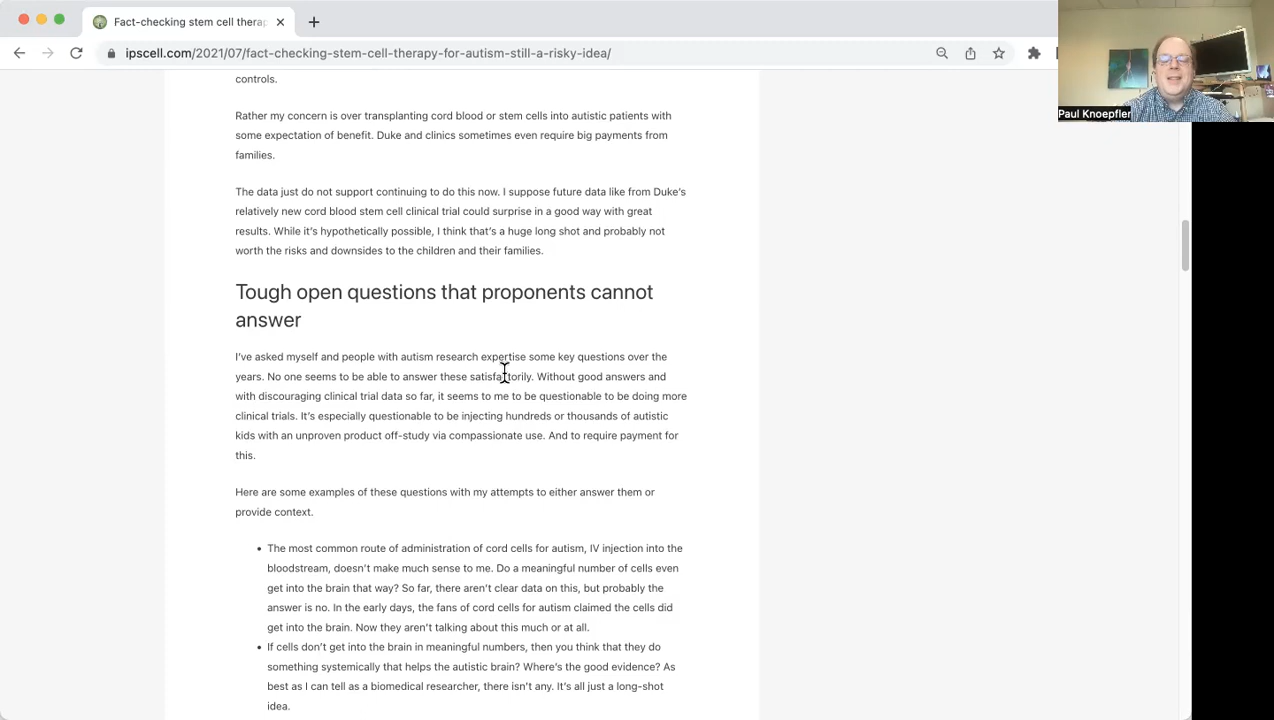 Fact-checking stem cell therap
ipscell.com/2021/07/fact-checking-stem-cell-therapy-for-autism-still-a-risky-idea/
Paul Knoepfler
controls.
Rather my concern is over transplanting cord blood or stem cells into autistic patients with
some expectation of benefit. Duke and clinics sometimes even require big payments from
families.
The data just do not support continuing to do this now. I suppose future data like from Duke's
relatively new cord blood stem cell clinical trial could surprise in a good way with great
results. While it's hypothetically possible, I think that's a huge long shot and probably not
worth the risks and downsides to the children and their families.
Tough open questions that proponents cannot
answer
I've asked myself and people with autism research expertise some key questions over the
years. No one seems to be able to answer these satisfactorily. Without good answers and
with discouraging clinical trial data so far, it seems to me to be questionable to be doing more
clinical trials. It's especially questionable to be injecting hundreds or thousands of autistic
kids with an unproven product off-study via compassionate use. And to require payment for
this.
Here are some examples of these questions with my attempts to either answer them or
provide context.
• The most common route of administration of cord cells for autism, IV injection into the
bloodstream, doesn't make much sense to me. Do a meaningful number of cells even
get into the brain that way? So far, there aren't clear data on this, but probably the
answer is no. In the early days, the fans of cord cells for autism claimed the cells did
get into the brain. Now they aren't talking about this much or at all.
• If cells don't get into the brain in meaningful numbers, then you think that they do
something systemically that helps the autistic brain? Where's the good evidence? As
best as I can tell as a biomedical researcher, there isn't any. It's all just a long-shot
idea.